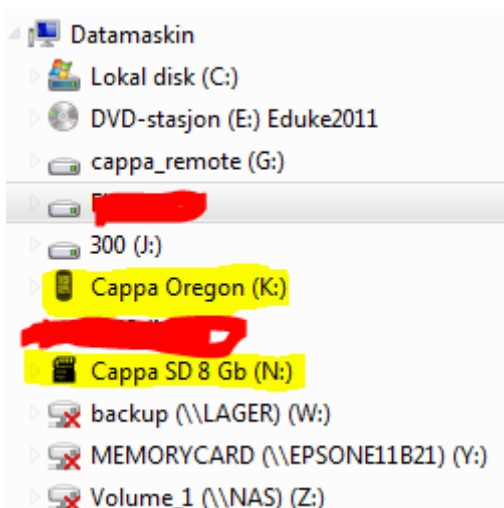 Datamaskin
Lokal disk (C:)
DVD-stasjon (E:) Eduke2011
cappa_remote (G:)
300 (J:)
Cappa Oregon (K:)
Cappa SD 8 Gb (N:)
backup (\\LAGER) (W:)
MEMORYCARD (\\EPSONE11B21) (Y:)
Volume_1 (\\NAS) (Z:)